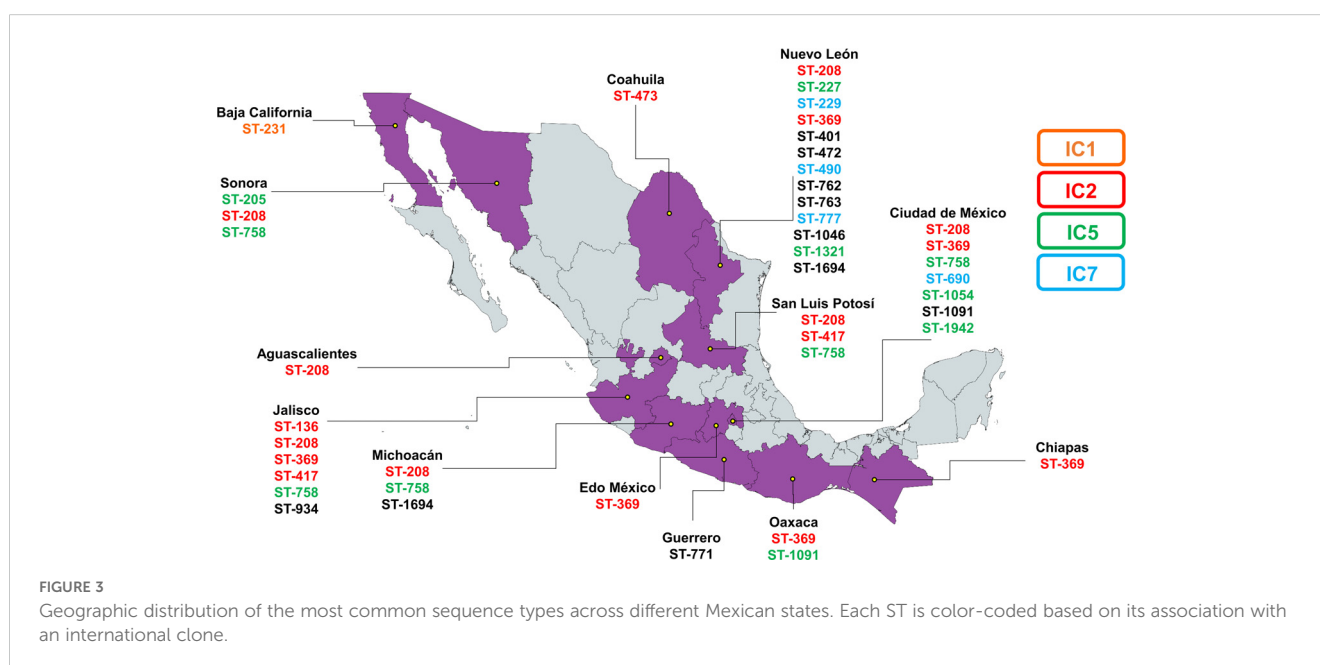 Nuevo León
ST-208
ST-227
ST-229
ST-369
ST-401
ST-472
ST-490
ST-762
ST-763
ST-777
ST-1046
ST-1321
ST-1694
Coahuila
ST-473
Baja California
ST-231
Sonora
ST-205
ST-208
ST-758
IC1
IC2
IC5
IC7
Ciudad de México
ST-208
ST-369
ST-758
ST-690
ST-1054
ST-1091
ST-1942
San Luis Potosí
ST-208
ST-417
ST-758
Aguascalientes
ST-208
Jalisco
ST-136
ST-208
ST-369
ST-417
ST-758
ST-934
Michoacán
ST-208
ST-758
ST-1694
Edo México
ST-369
Guerrero
ST-771
Oaxaca
ST-369
ST-1091
Chiapas
ST-369
FIGURE 3
Geographic distribution of the most common sequence types across different Mexican states. Each ST is color-coded based on its association with
an international clone.